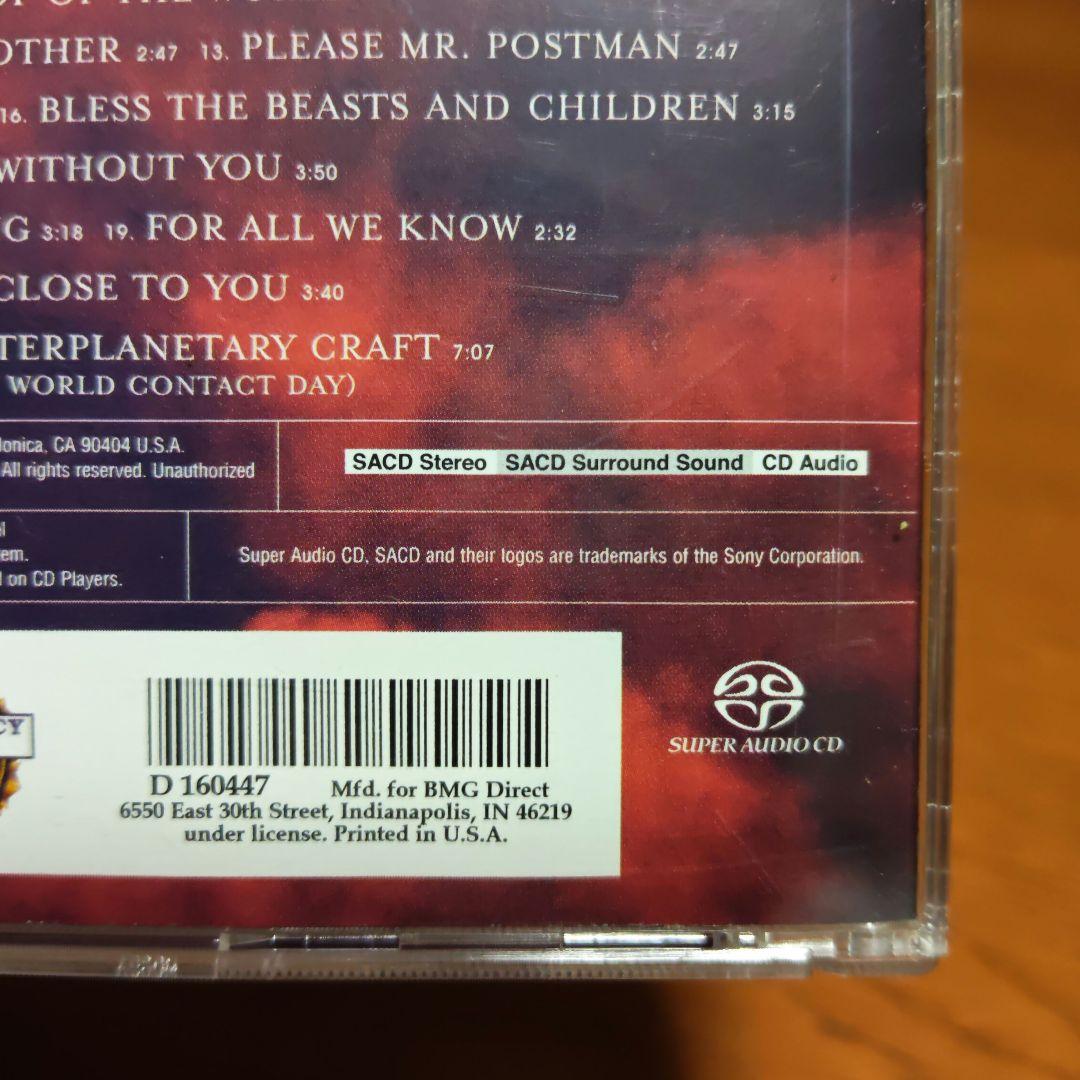 OF THE
OTHER 2:47 13. PLEASE MR. POSTMAN 2:47
16. BLESS THE BEASTS AND CHILDREN 3:15
WITHOUT YOU 3:50
G 3:18 19. FOR ALL WE KNOW 2:32
CLOSE TO YOU 3:40
TERPLANETARY CRAFT 7:07
WORLD CONTACT DAY)
onica, CA 90404 U.S.A.
All rights reserved. Unauthorized
SACD Stereo SACD Surround Sound CD Audio
em.
on CD Players.
Super Audio CD, SACD and their logos are trademarks of the Sony Corporation.
CY
D 160447 Mfd. for BMG Direct
6550 East 30th Street, Indianapolis, IN 46219
under license. Printed in U.S.A.
SUPER AUDIO CD